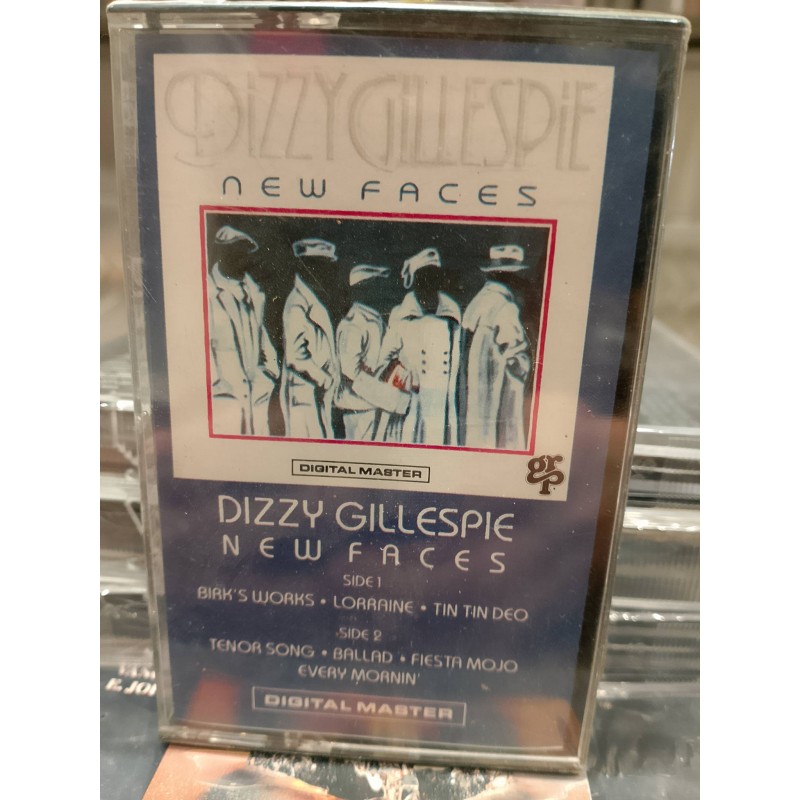 DIZZY GILLESPIE
NEW FACES
DIGITAL MASTER
grp
DIZZY GILLESPIE
NEW FACES
SIDE 1
BIRK'S WORKS • LORRAINE • TIN TIN DEO
SIDE 2
TENOR SONG • BALLAD • FIESTA MOJO
EVERY MORNIN'
DIGITAL MASTER